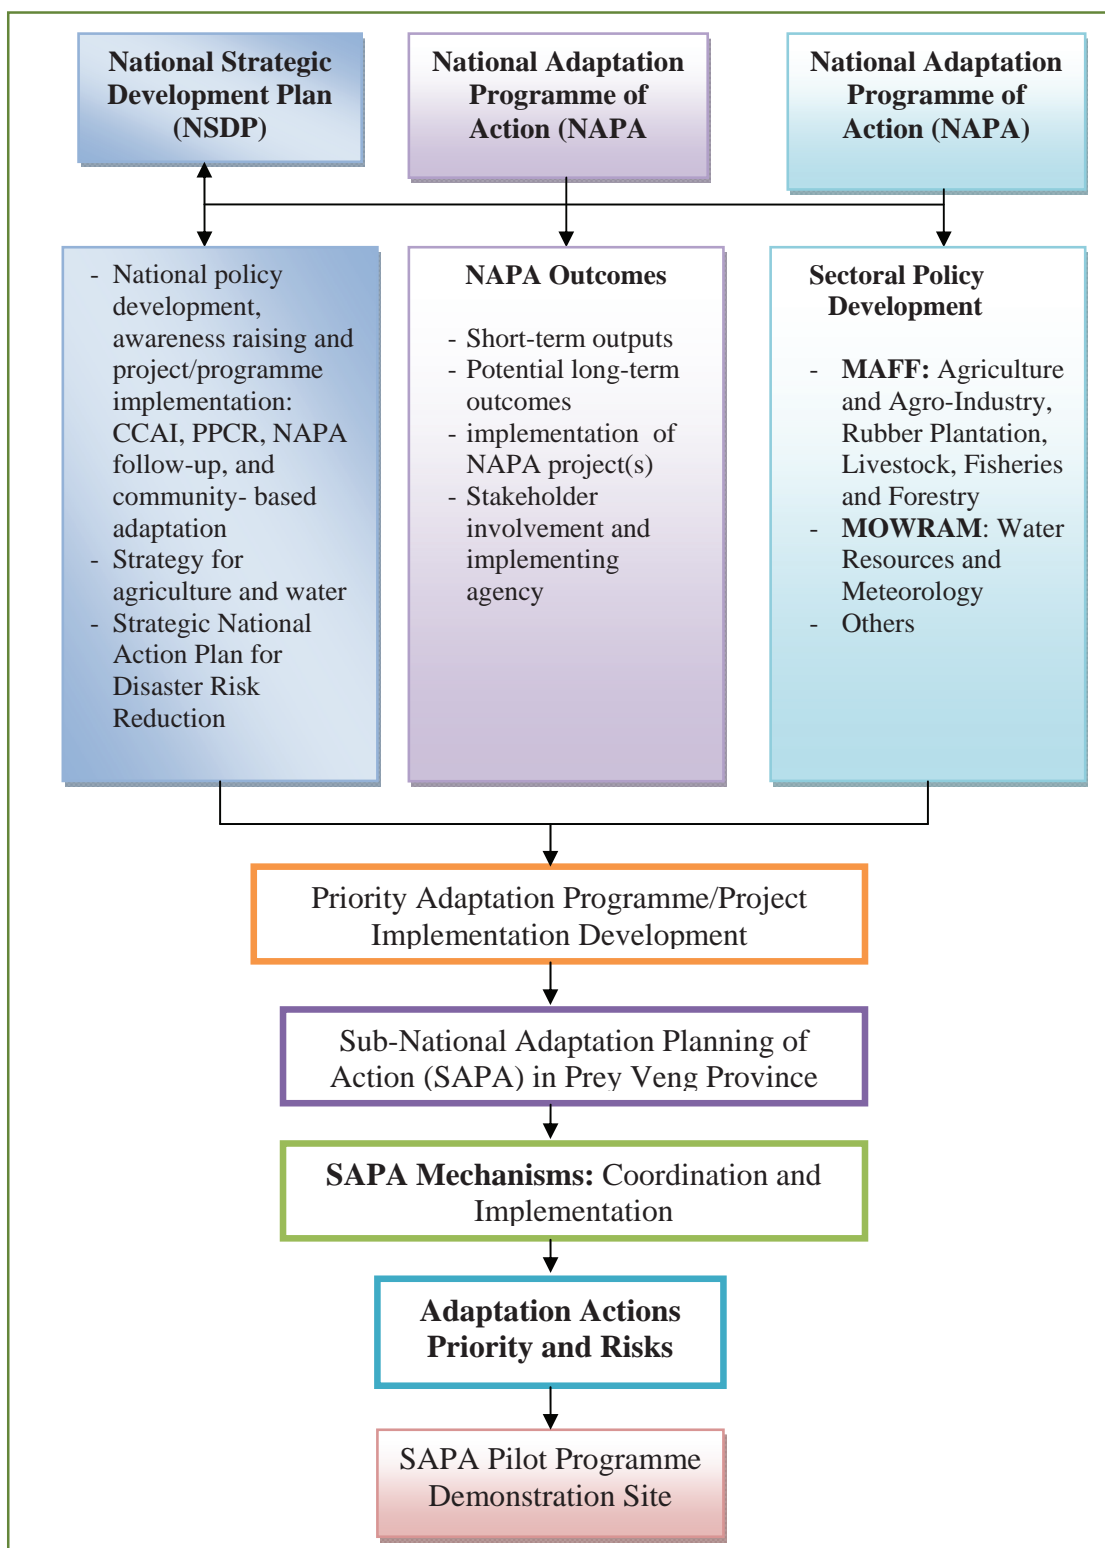 National Strategic
Development Plan
(NSDP)
National Adaptation
Programme of
Action (NAPA
National Adaptation
Programme of
Action (NAPA)
- National policy
development,
awareness raising and
project/programme
implementation:
CCAI, PPCR, NAPA
follow-up, and
community- based
adaptation
- Strategy for
agriculture and water
- Strategic National
Action Plan for
Disaster Risk
Reduction
NAPA Outcomes
- Short-term outputs
- Potential long-term
outcomes
- implementation of
NAPA project(s)
- Stakeholder
involvement and
implementing
agency
Sectoral Policy
Development
- MAFF: Agriculture
and Agro-Industry,
Rubber Plantation,
Livestock, Fisheries
and Forestry
- MOWRAM: Water
Resources and
Meteorology
- Others
Priority Adaptation Programme/Project
Implementation Development
Sub-National Adaptation Planning of
Action (SAPA) in Prey Veng Province
SAPA Mechanisms: Coordination and
Implementation
Adaptation Actions
Priority and Risks
SAPA Pilot Programme
Demonstration Site